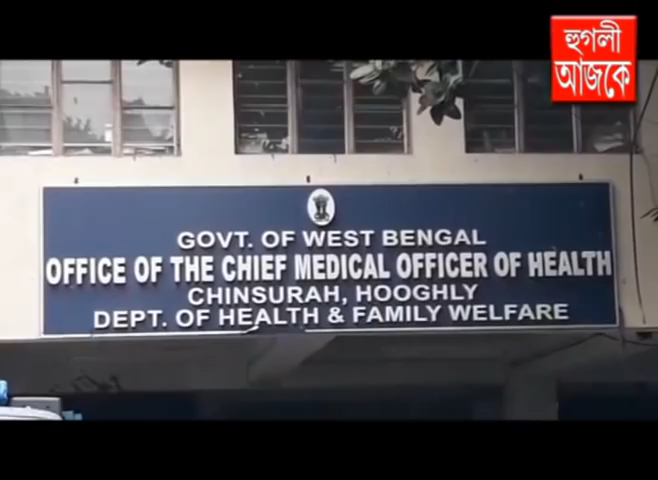 হুগলী
আজকে
GOVT. OF WEST BENGAL
OFFICE OF THE CHIEF MEDICAL OFFICER OF HEALTH
CHINSURAH, HOOGHLY
DEPT. OF HEALTH & FAMILY WELFARE